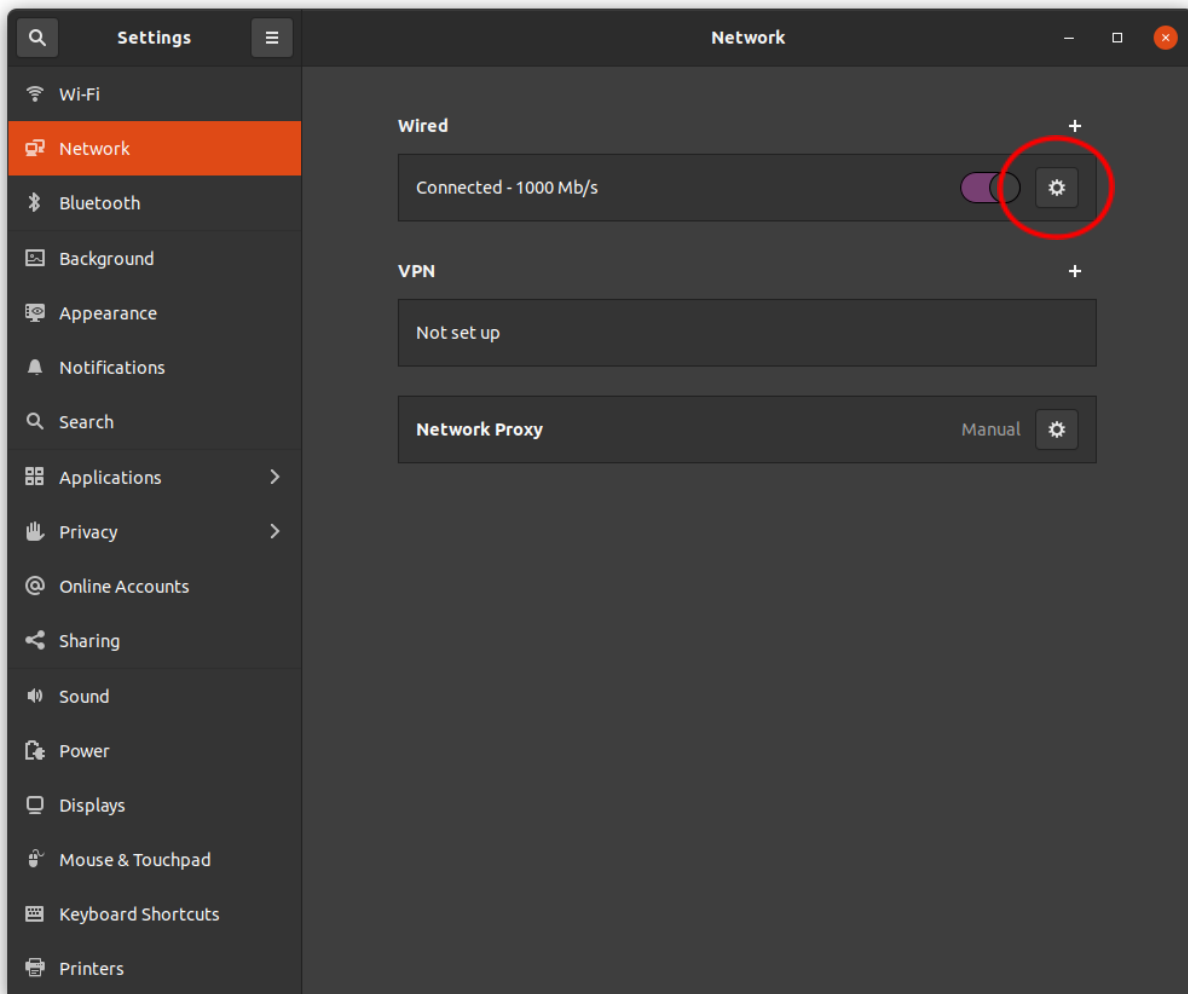 Settings
Network
Wi-Fi
Network
Bluetooth
Background
Appearance
Notifications
Search
Applications
Privacy
Online Accounts
Sharing
Sound
Power
Displays
Mouse & Touchpad
Keyboard Shortcuts
Printers
Wired
Connected - 1000 Mb/s
VPN
Not set up
Network Proxy Manual